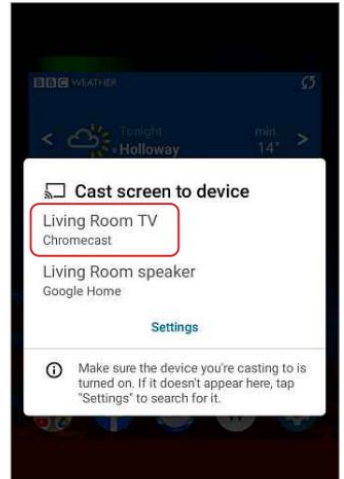 BBC WEATHER
Tonight min.
Holloway 14°
Cast screen to device
Living Room TV
Chromecast
Living Room speaker
Google Home
Settings
Make sure the device you're casting to is
turned on. If it doesn't appear here, tap
"Settings" to search for it.